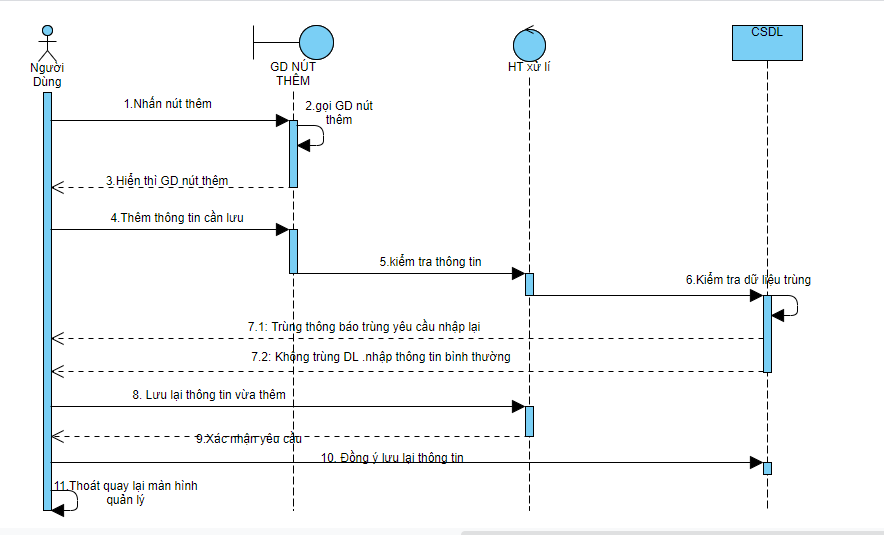 Người
Dùng
GD NÚT
THÊM
HT xử lí
CSDL
1.Nhấn nút thêm
2.gọi GD nút
thêm
3.Hiển thì GD nút thêm
4.Thêm thông tin cần lưu
5.kiểm tra thông tin
6.Kiểm tra dữ liệu trùng
7.1: Trùng thông báo trùng yêu cầu nhập lại
7.2: Không trùng DL .nhập thông tin bình thường
8. Lưu lại thông tin vừa thêm
9.Xác nhận yêu cầu
10. Đồng ý lưu lại thông tin
11.Thoát quay lại màn hình
quản lý